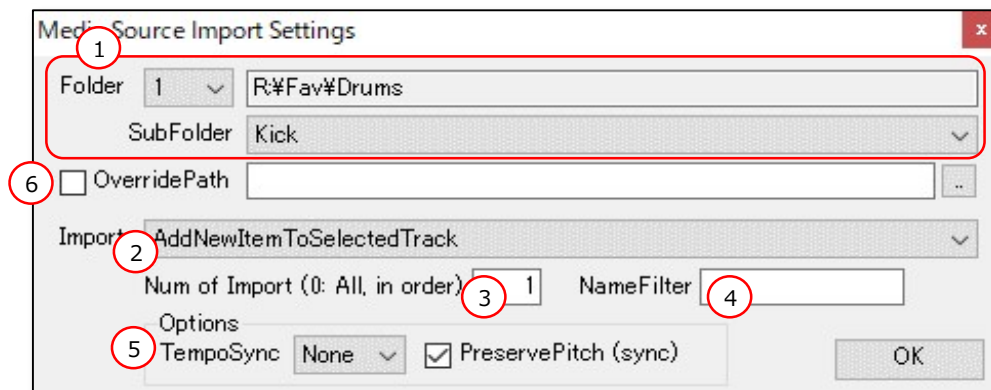 Media Source Import Settings x
1
Folder 1 R:¥Fav¥Drums
SubFolder Kick
6 OverridePath ..
Import AddNewItemToSelectedTrack
2
Num of Import (0: All, in order) 3 1 NameFilter 4
Options
5 TempoSync None PreservePitch (sync) OK